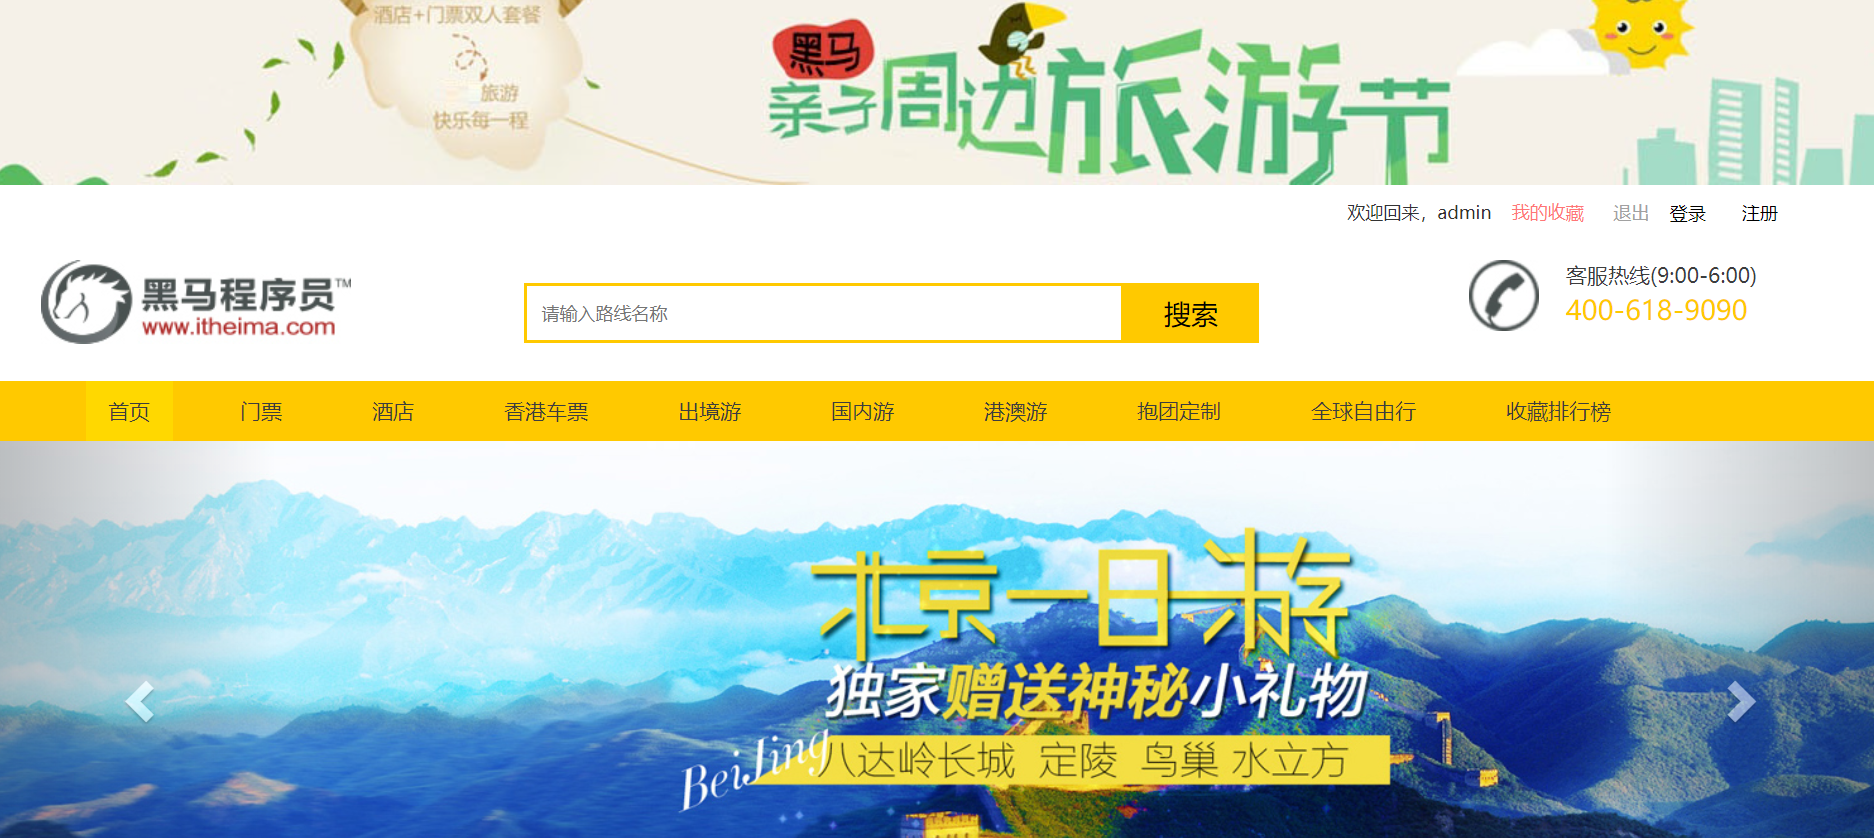 酒店+门票双人套餐
旅游
快乐每一程
黑马
亲子周边旅游节
欢迎回来，admin 我的收藏 退出 登录 注册
黑马程序员™
www.itheima.com
请输入路线名称
搜索
客服热线(9:00-6:00)
400-618-9090
首页 门票 酒店 香港车票 出境游 国内游 港澳游 抱团定制 全球自由行 收藏排行榜
北京一日游
独家赠送神秘小礼物
BeiJing
八达岭长城 定陵 鸟巢 水立方